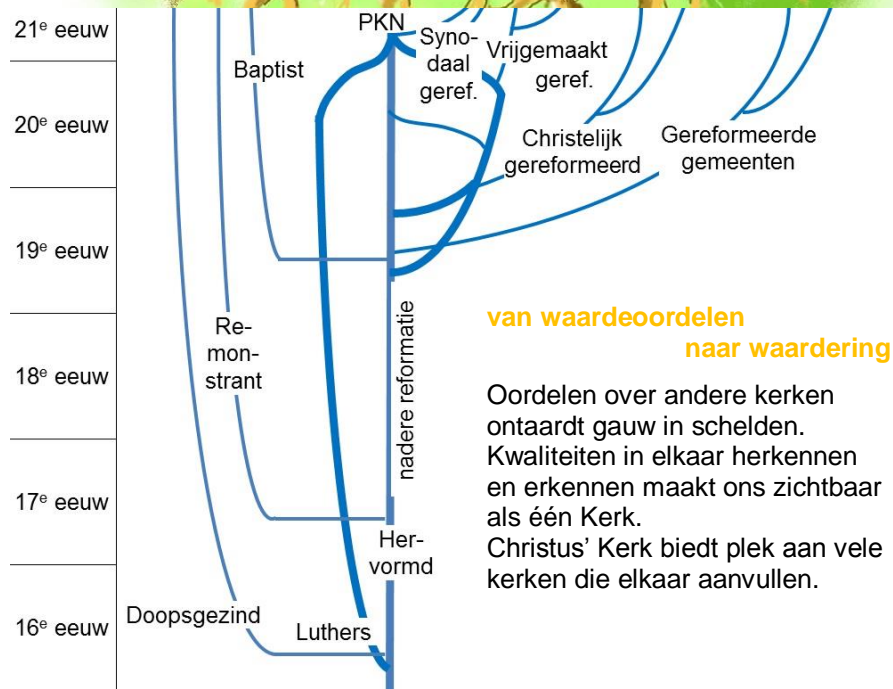 21e eeuw
PKN
Syno-
daal
geref.
Vrijgemaakt
geref.
Baptist
20e eeuw
Christelijk
gereformeerd
Gereformeerde
gemeenten
19e eeuw
nadere reformatie
van waardeoordelen
naar waardering
Re-
mon-
strant
18e eeuw
Oordelen over andere kerken
ontaardt gauw in schelden.
Kwaliteiten in elkaar herkennen
en erkennen maakt ons zichtbaar
als één Kerk.
Christus’ Kerk biedt plek aan vele
kerken die elkaar aanvullen.
17e eeuw
Her-
vormd
16e eeuw
Doopsgezind
Luthers